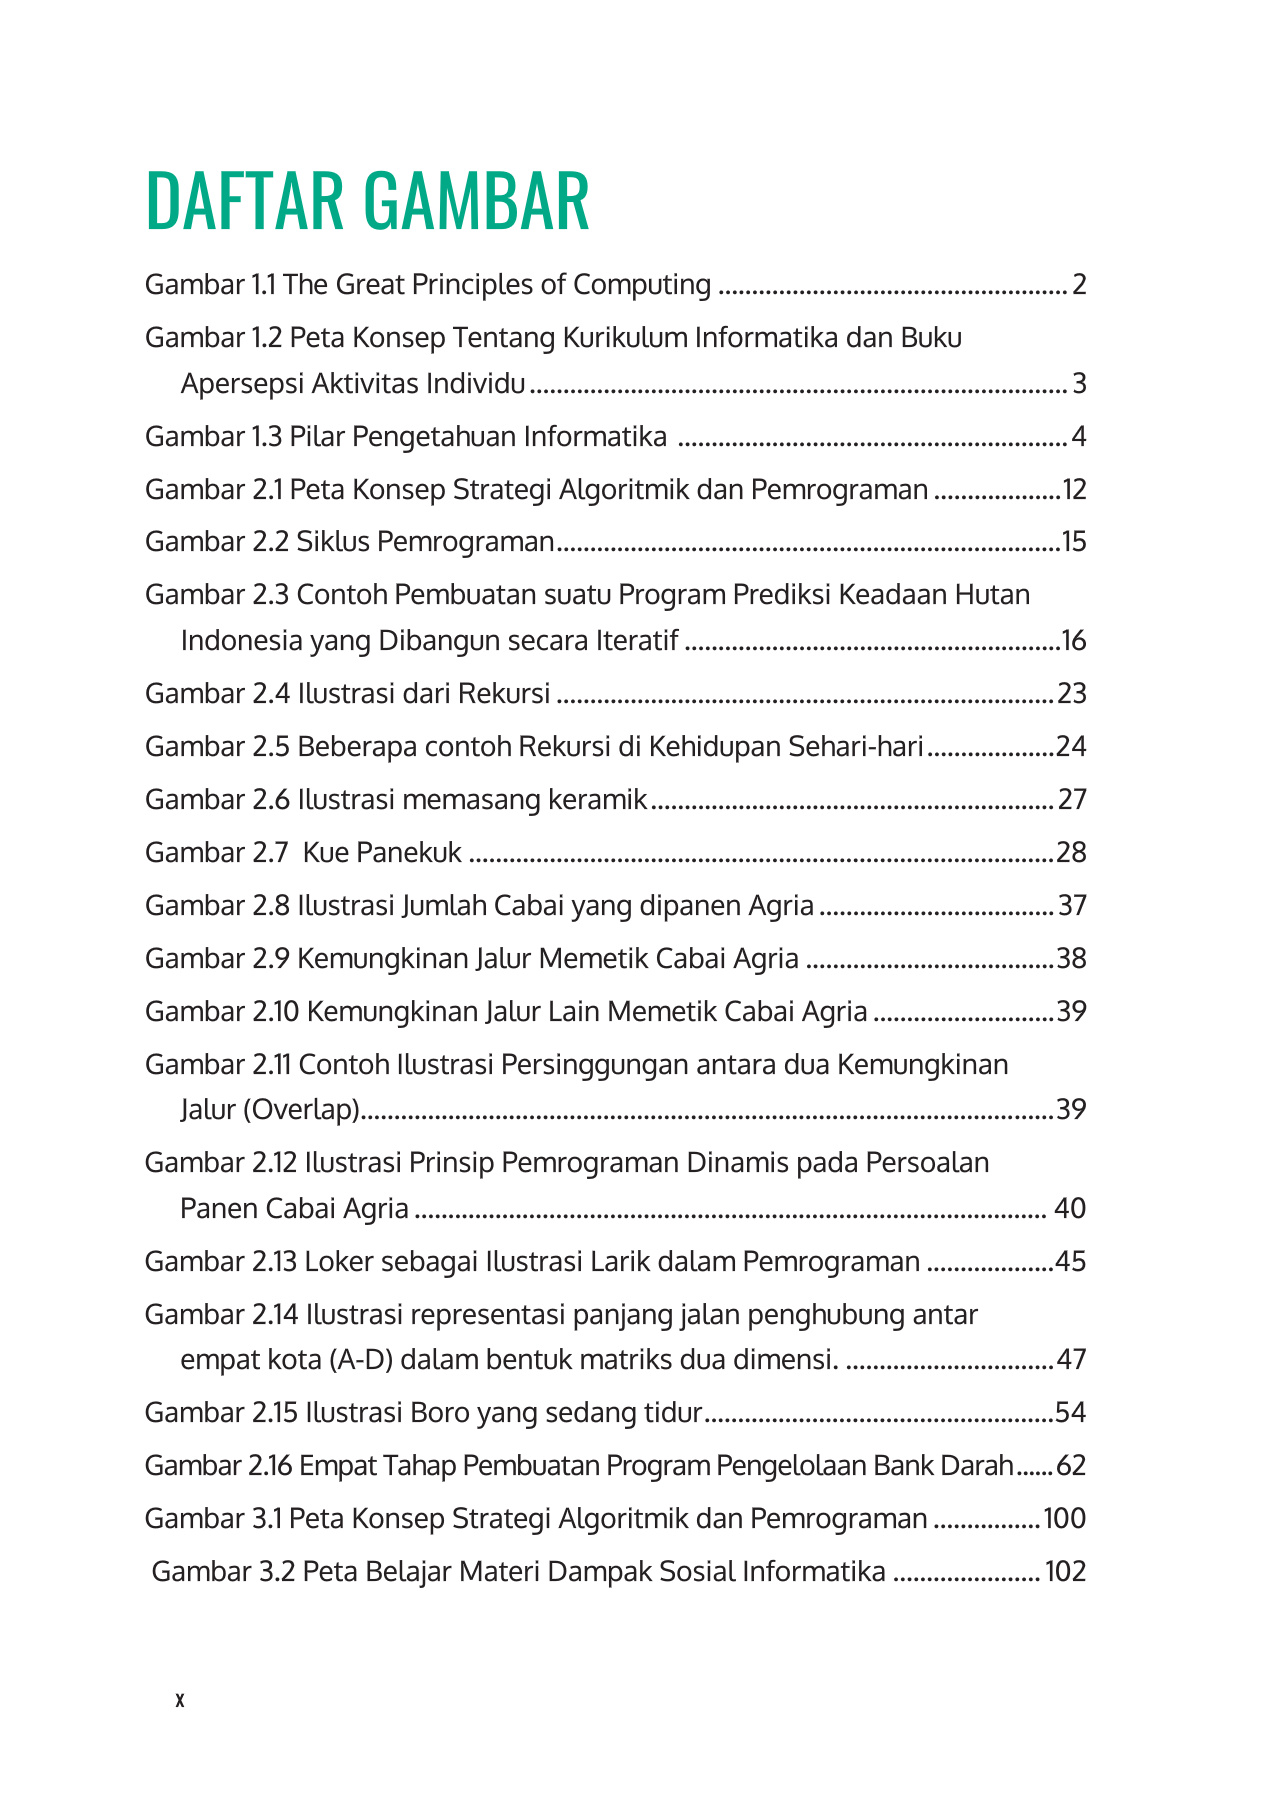 DAFTAR GAMBAR
Gambar 1.1 The Great Principles of Computing .................................................... 2
Gambar 1.2 Peta Konsep Tentang Kurikulum Informatika dan Buku
Apersepsi Aktivitas Individu ................................................................................ 3
Gambar 1.3 Pilar Pengetahuan Informatika .......................................................... 4
Gambar 2.1 Peta Konsep Strategi Algoritmik dan Pemrograman ...................12
Gambar 2.2 Siklus Pemrograman...........................................................................15
Gambar 2.3 Contoh Pembuatan suatu Program Prediksi Keadaan Hutan
Indonesia yang Dibangun secara Iteratif ........................................................16
Gambar 2.4 Ilustrasi dari Rekursi ..........................................................................23
Gambar 2.5 Beberapa contoh Rekursi di Kehidupan Sehari-hari...................24
Gambar 2.6 Ilustrasi memasang keramik............................................................ 27
Gambar 2.7 Kue Panekuk .......................................................................................28
Gambar 2.8 Ilustrasi Jumlah Cabai yang dipanen Agria ................................... 37
Gambar 2.9 Kemungkinan Jalur Memetik Cabai Agria .....................................38
Gambar 2.10 Kemungkinan Jalur Lain Memetik Cabai Agria ...........................39
Gambar 2.11 Contoh Ilustrasi Persinggungan antara dua Kemungkinan
Jalur (Overlap).......................................................................................................39
Gambar 2.12 Ilustrasi Prinsip Pemrograman Dinamis pada Persoalan
Panen Cabai Agria .............................................................................................. 40
Gambar 2.13 Loker sebagai Ilustrasi Larik dalam Pemrograman ...................45
Gambar 2.14 Ilustrasi representasi panjang jalan penghubung antar
empat kota (A-D) dalam bentuk matriks dua dimensi. ...............................47
Gambar 2.15 Ilustrasi Boro yang sedang tidur....................................................54
Gambar 2.16 Empat Tahap Pembuatan Program Pengelolaan Bank Darah......62
Gambar 3.1 Peta Konsep Strategi Algoritmik dan Pemrograman ................100
Gambar 3.2 Peta Belajar Materi Dampak Sosial Informatika ...................... 102
x